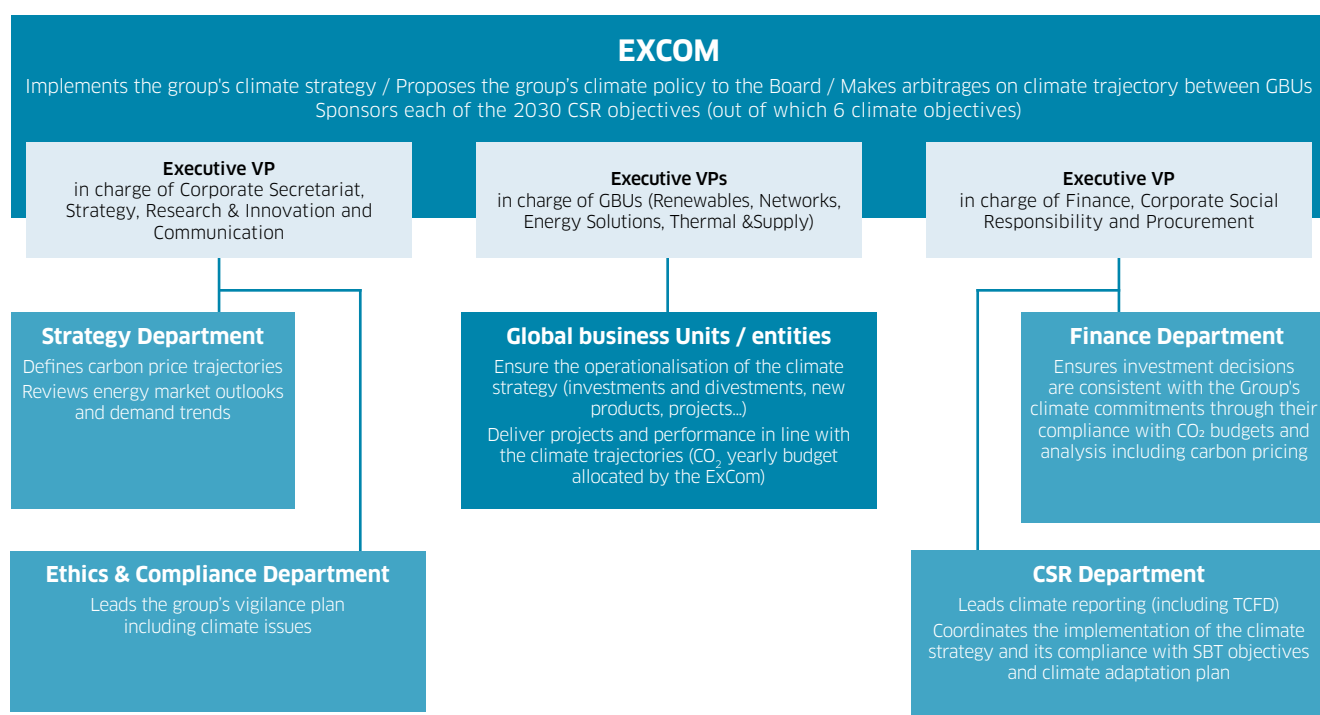 EXCOM
Implements the group's climate strategy / Proposes the group's climate policy to the Board / Makes arbitrages on climate trajectory between GBUs
Sponsors each of the 2030 CSR objectives (out of which 6 climate objectives)
Executive VP
in charge of Corporate Secretariat,
Strategy, Research & Innovation and
Communication
Executive VPs
in charge of GBUs (Renewables, Networks,
Energy Solutions, Thermal &Supply)
Executive VP
in charge of Finance, Corporate Social
Responsibility and Procurement
Strategy Department
Defines carbon price trajectories
Reviews energy market outlooks
and demand trends
Global business Units / entities
Ensure the operationalisation of the climate
strategy (investments and divestments, new
products, projects...)
Deliver projects and performance in line with
the climate trajectories (CO₂ yearly budget
allocated by the ExCom)
Finance Department
Ensures investment decisions
are consistent with the Group's
climate commitments through their
compliance with CO₂ budgets and
analysis including carbon pricing
Ethics & Compliance Department
Leads the group's vigilance plan
including climate issues
CSR Department
Leads climate reporting (including TCFD)
Coordinates the implementation of the climate
strategy and its compliance with SBT objectives
and climate adaptation plan